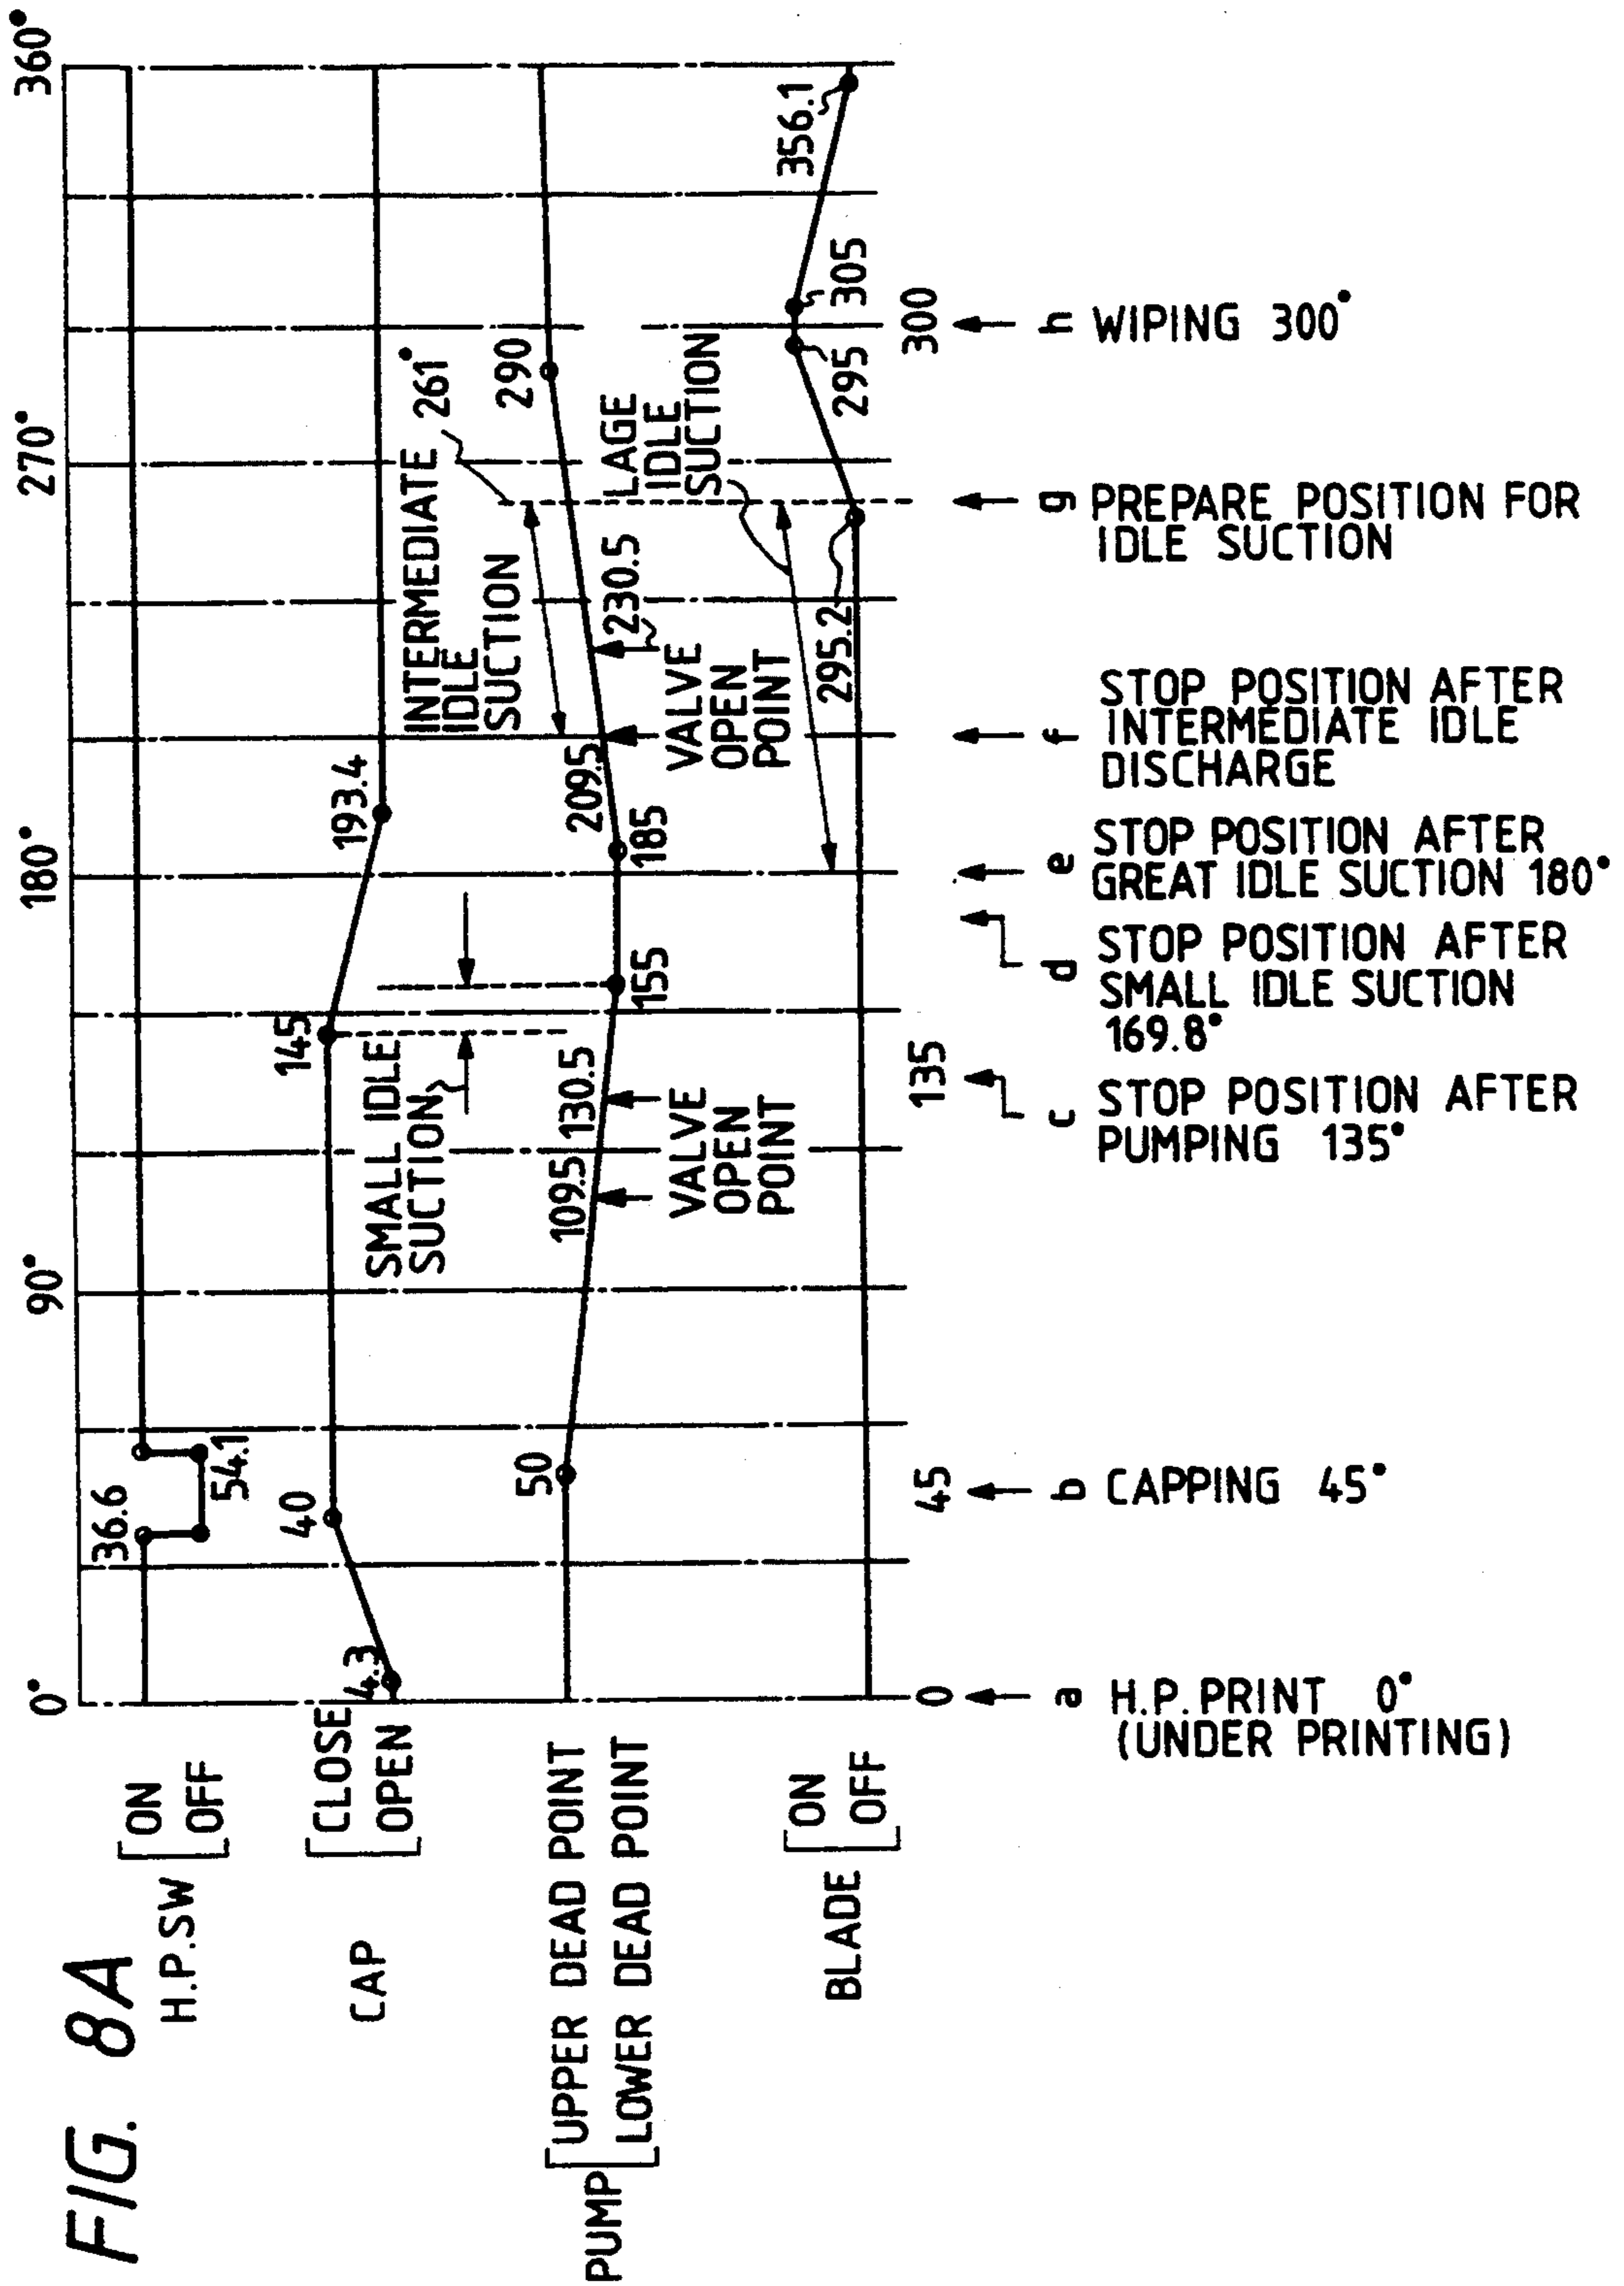 FIG. 8A
0°
90°
180°
270°
360°
H.P.SW
ON
OFF
36.6
54.1
CAP
CLOSE
OPEN
4.3
40
145
193.4
SMALL IDLE
SUCTION
INTERMEDIATE 261°
IDLE
SUCTION
PUMP
UPPER DEAD POINT
LOWER DEAD POINT
50
109.5
130.5
155
185
209.5
230.5
290
VALVE
OPEN
POINT
VALVE
OPEN
POINT
LAGE
IDLE
SUCTION
BLADE
ON
OFF
295.2
295
305
356.1
0
45
135
300
a H.P. PRINT 0°
(UNDER PRINTING)
b CAPPING 45°
c STOP POSITION AFTER
PUMPING 135°
d STOP POSITION AFTER
SMALL IDLE SUCTION
169.8°
e STOP POSITION AFTER
GREAT IDLE SUCTION 180°
f STOP POSITION AFTER
INTERMEDIATE IDLE
DISCHARGE
g PREPARE POSITION FOR
IDLE SUCTION
h WIPING 300°